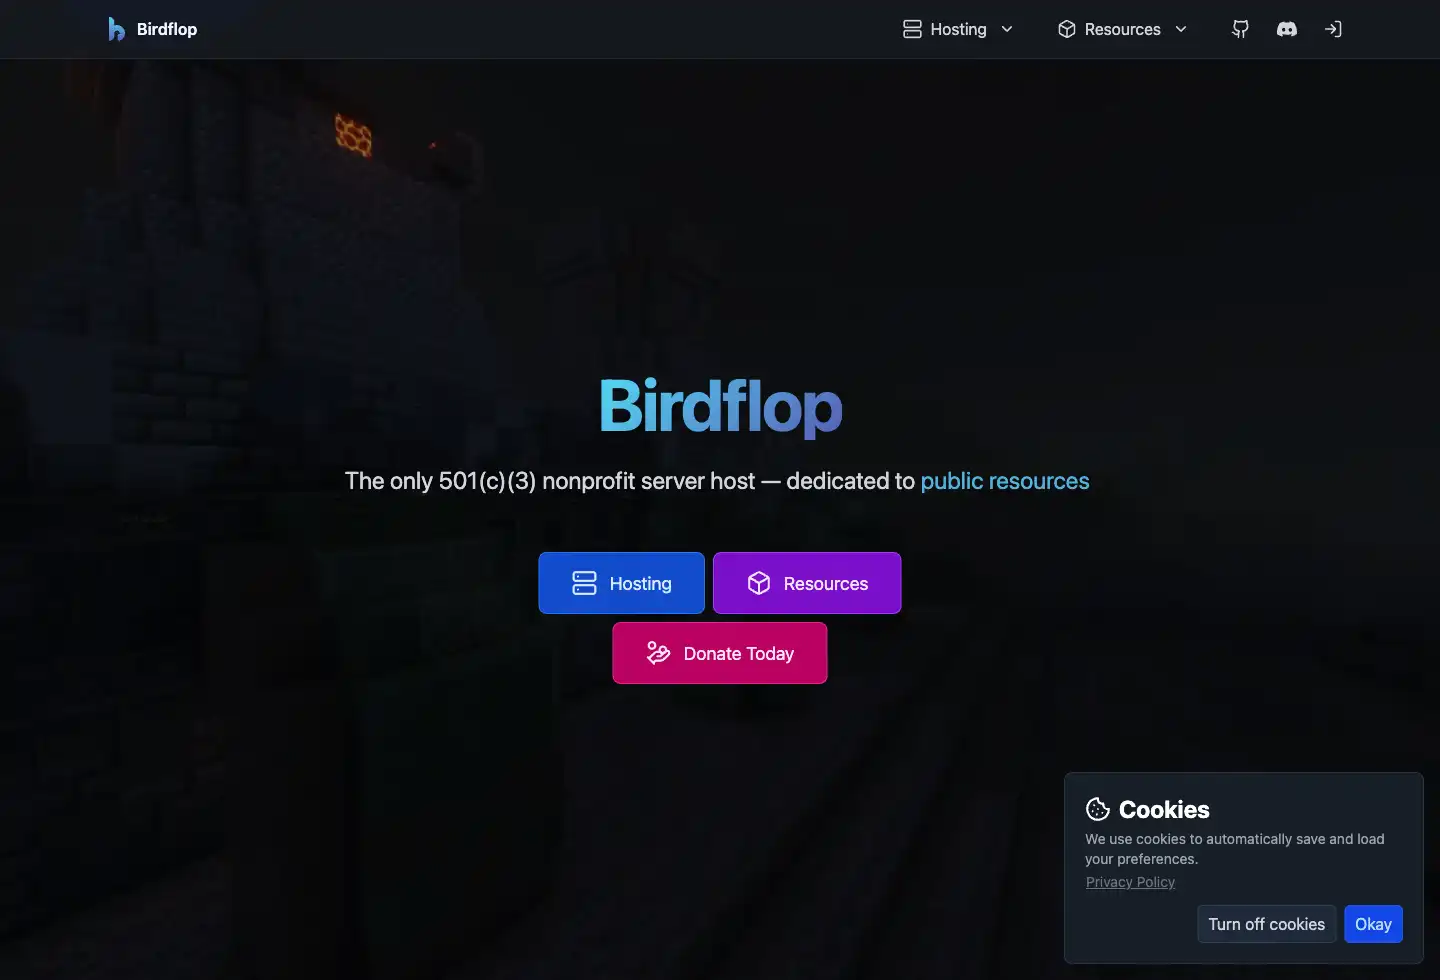 Birdflop
Hosting
Resources
Birdflop
The only 501(c)(3) nonprofit server host — dedicated to public resources
Hosting
Resources
Donate Today
Cookies
We use cookies to automatically save and load
your preferences.
Privacy Policy
Turn off cookies
Okay